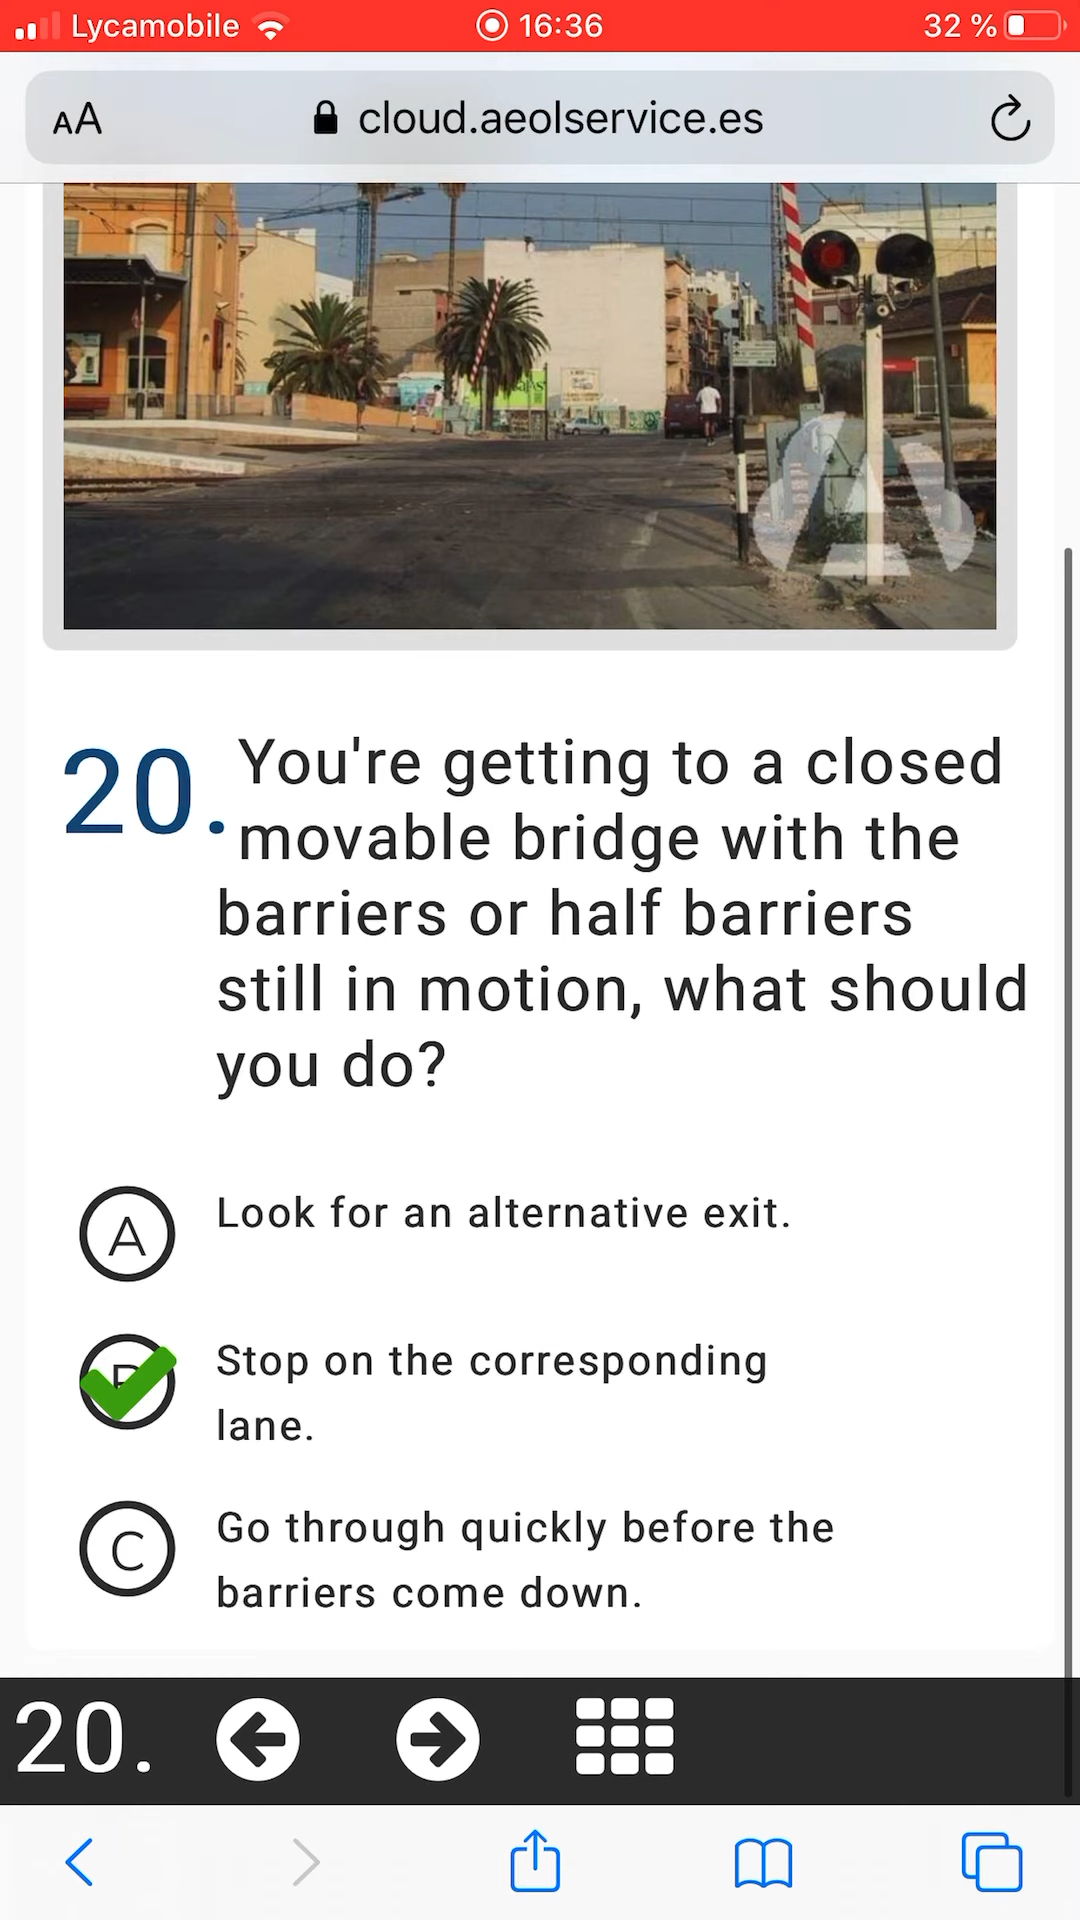 Lycamobile 16:36 32 %
AA cloud.aeolservice.es
20. You're getting to a closed
movable bridge with the
barriers or half barriers
still in motion, what should
you do?
A Look for an alternative exit.
Stop on the corresponding
lane.
C Go through quickly before the
barriers come down.
20.